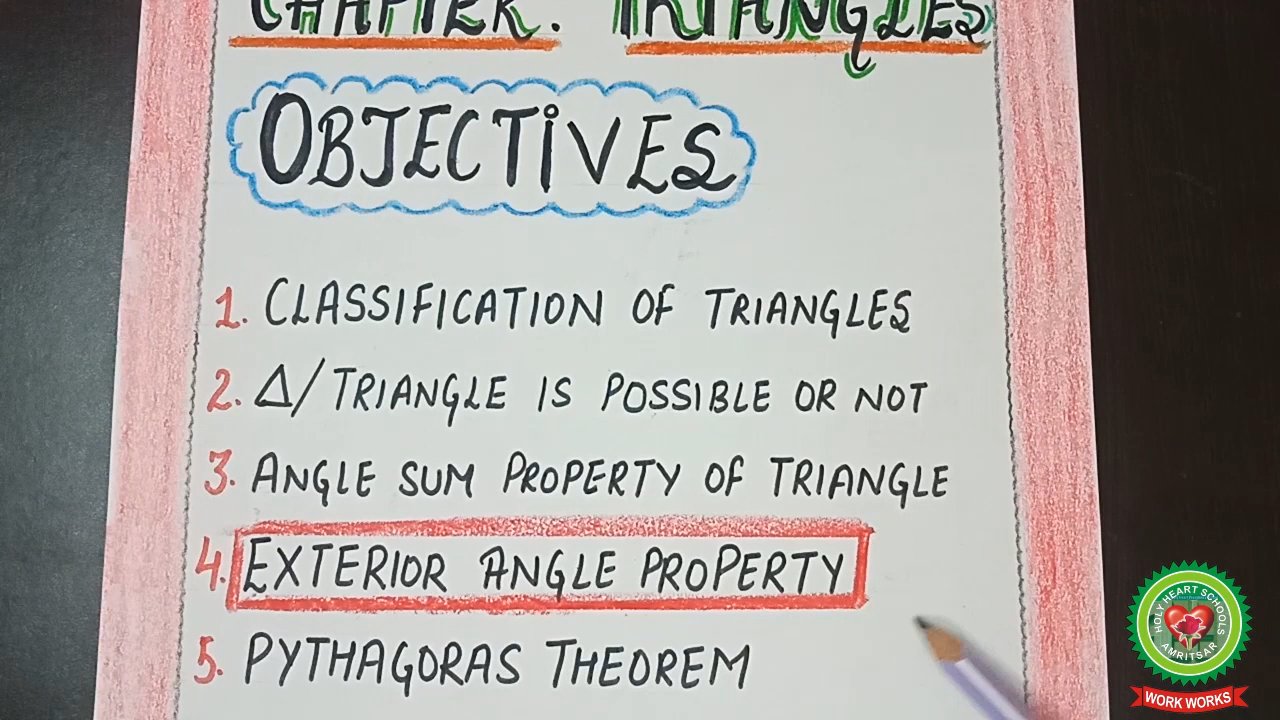 CHAPTER: TRIANGLES
OBJECTIVES
1. CLASSIFICATION OF TRIANGLES
2. Δ/TRIANGLE IS POSSIBLE OR NOT
3. ANGLE SUM PROPERTY OF TRIANGLE
4. EXTERIOR ANGLE PROPERTY
5. PYTHAGORAS THEOREM
HOLY HEART SCHOOLS
AMRITSAR
WORK WORKS